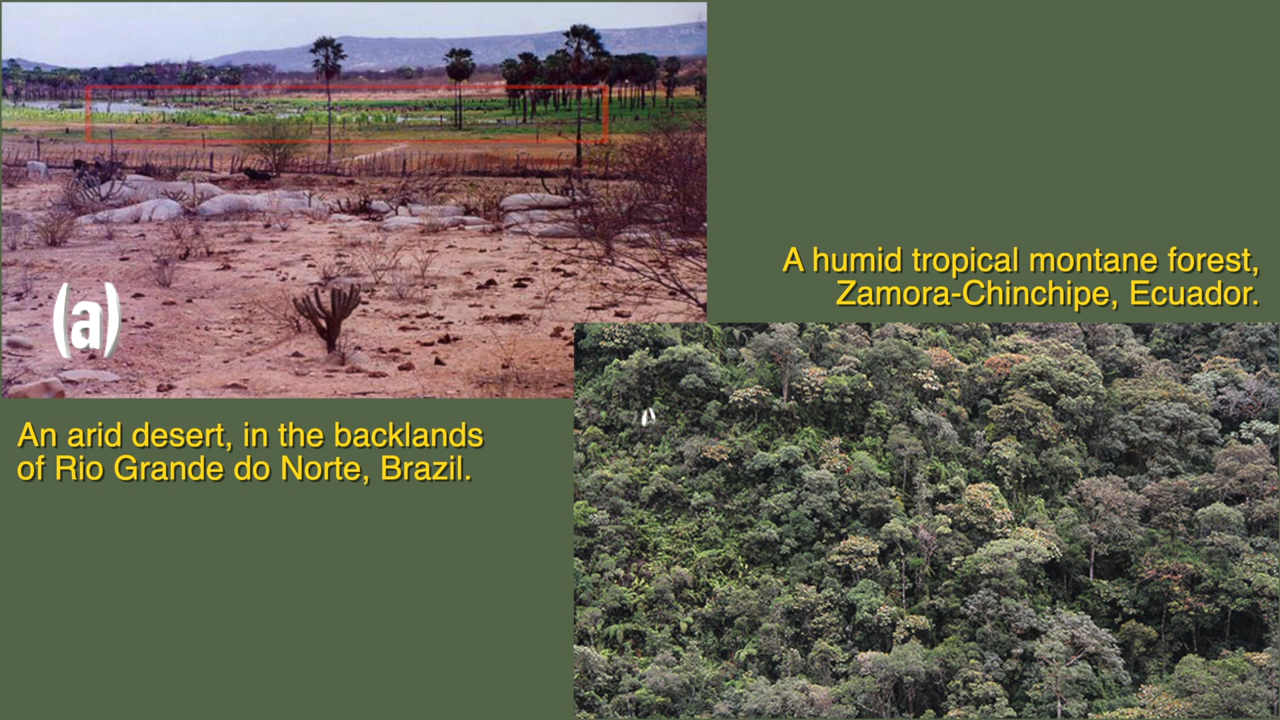 (a)
An arid desert, in the backlands
of Rio Grande do Norte, Brazil.
A humid tropical montane forest,
Zamora-Chinchipe, Ecuador.